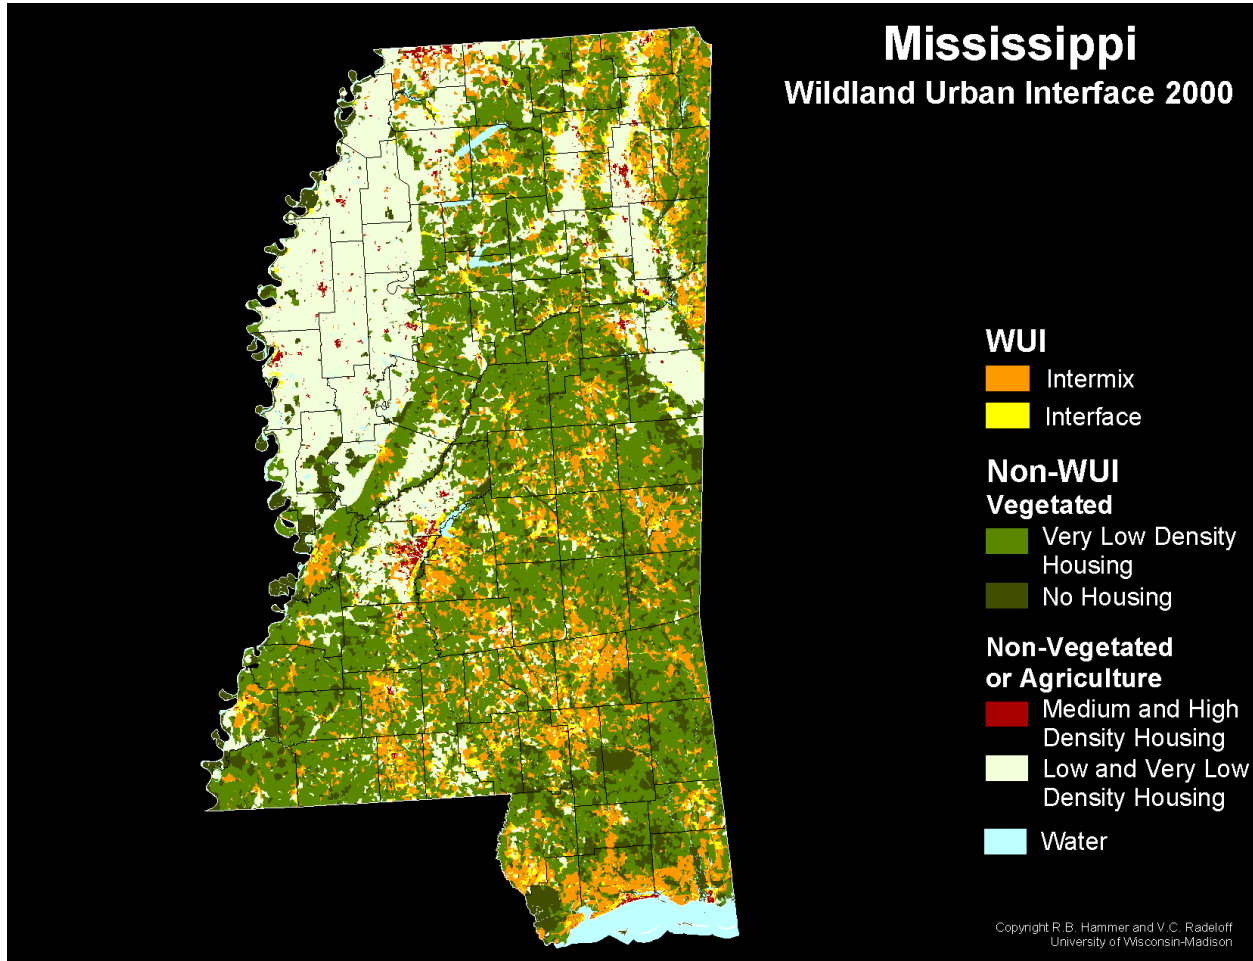 Mississippi
Wildland Urban Interface 2000
WUI
Intermix
Interface
Non-WUI
Vegetated
Very Low Density
Housing
No Housing
Non-Vegetated
or Agriculture
Medium and High
Density Housing
Low and Very Low
Density Housing
Water
Copyright R.B. Hammer and V.C. Radeloff
University of Wisconsin-Madison